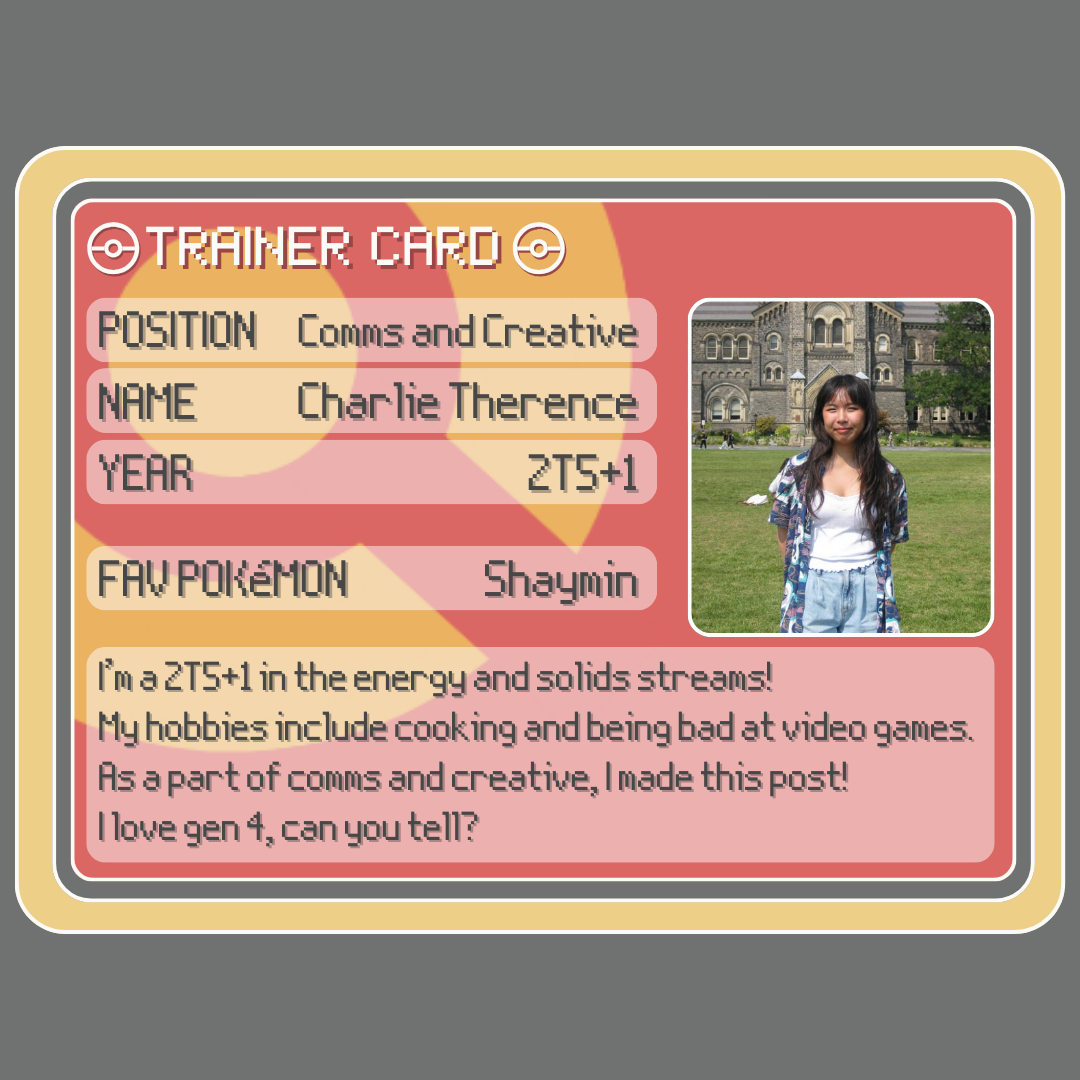 TRAINER CARD
POSITION Comms and Creative
NAME Charlie Therence
YEAR 2T5+1
FAV POKéMON Shaymin
I'm a 2T5+1 in the energy and solids streams!
My hobbies include cooking and being bad at video games.
As a part of comms and creative, I made this post!
I love gen 4, can you tell?